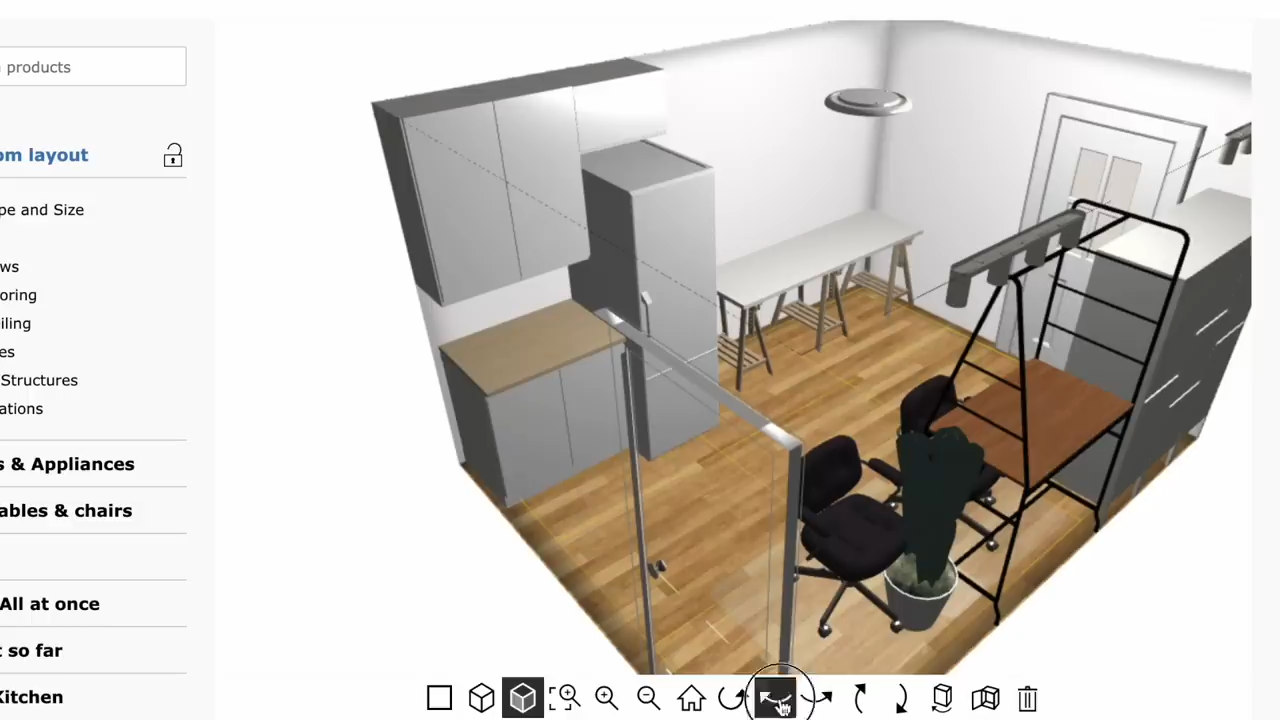 products
om layout
pe and Size
ws
oring
iling
es
Structures
ations
s & Appliances
ables & chairs
All at once
t so far
Kitchen